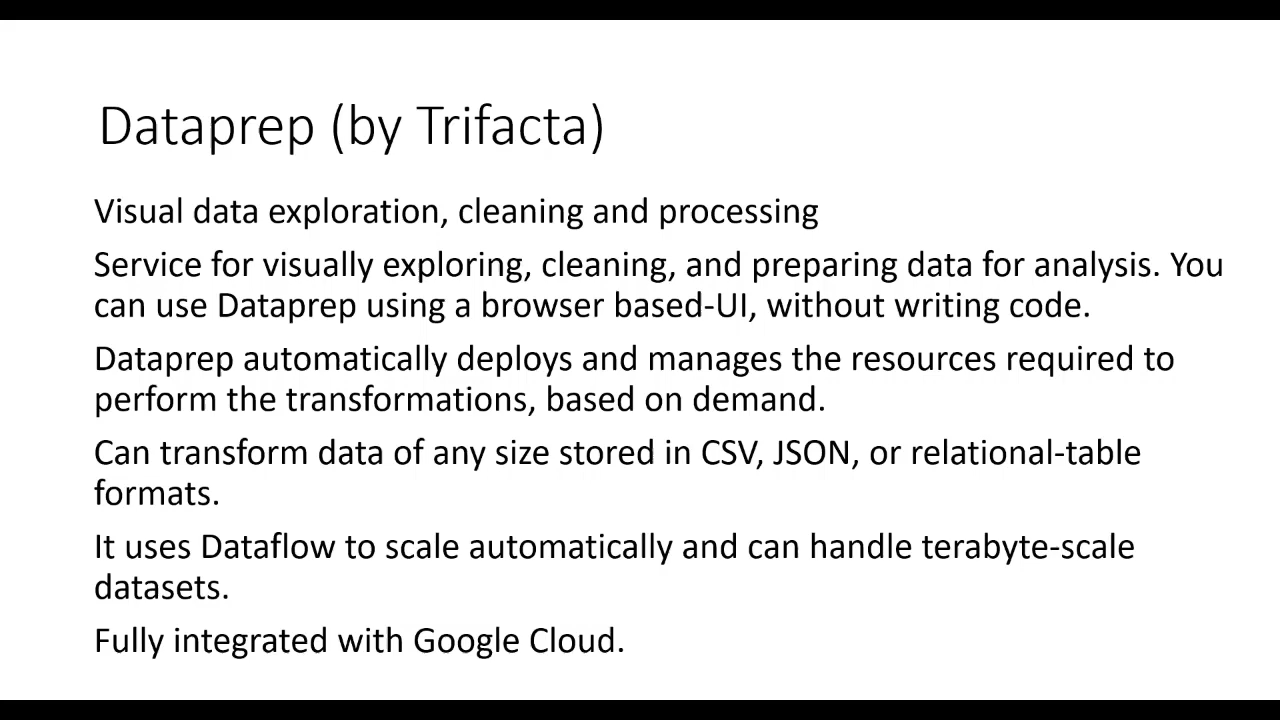 Dataprep (by Trifacta)
Visual data exploration, cleaning and processing
Service for visually exploring, cleaning, and preparing data for analysis. You
can use Dataprep using a browser based-UI, without writing code.
Dataprep automatically deploys and manages the resources required to
perform the transformations, based on demand.
Can transform data of any size stored in CSV, JSON, or relational-table
formats.
It uses Dataflow to scale automatically and can handle terabyte-scale
datasets.
Fully integrated with Google Cloud.